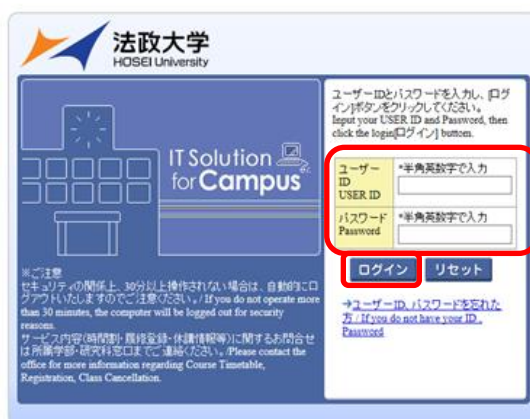 法政大学
HOSEI University
IT Solution
for Campus
※ご注意
セキュリティの関係上、30分以上操作されない場合は、自動的にロ
グアウトいたしますのでご注意ください。/ If you do not operate more
than 30 minutes, the computer will be logged out for security
reasons.
サービス内容(時間割・履修登録・休講情報等)に関するお問合せ
は所属学部・研究科窓口までご連絡ください。/Please contact the
office for more information regarding Course Timetable,
Registration, Class Cancellation.
ユーザーIDとパスワードを入力し、[ログ
イン]ボタンをクリックしてください。
Input your USER ID and Password, then
click the login[ログイン] button.
ユーザー
ID
USER ID
*半角英数字で入力
パスワード
Password
*半角英数字で入力
ログイン
リセット
→ユーザーID、パスワードを忘れた
方 / If you do not have your ID 、
Password